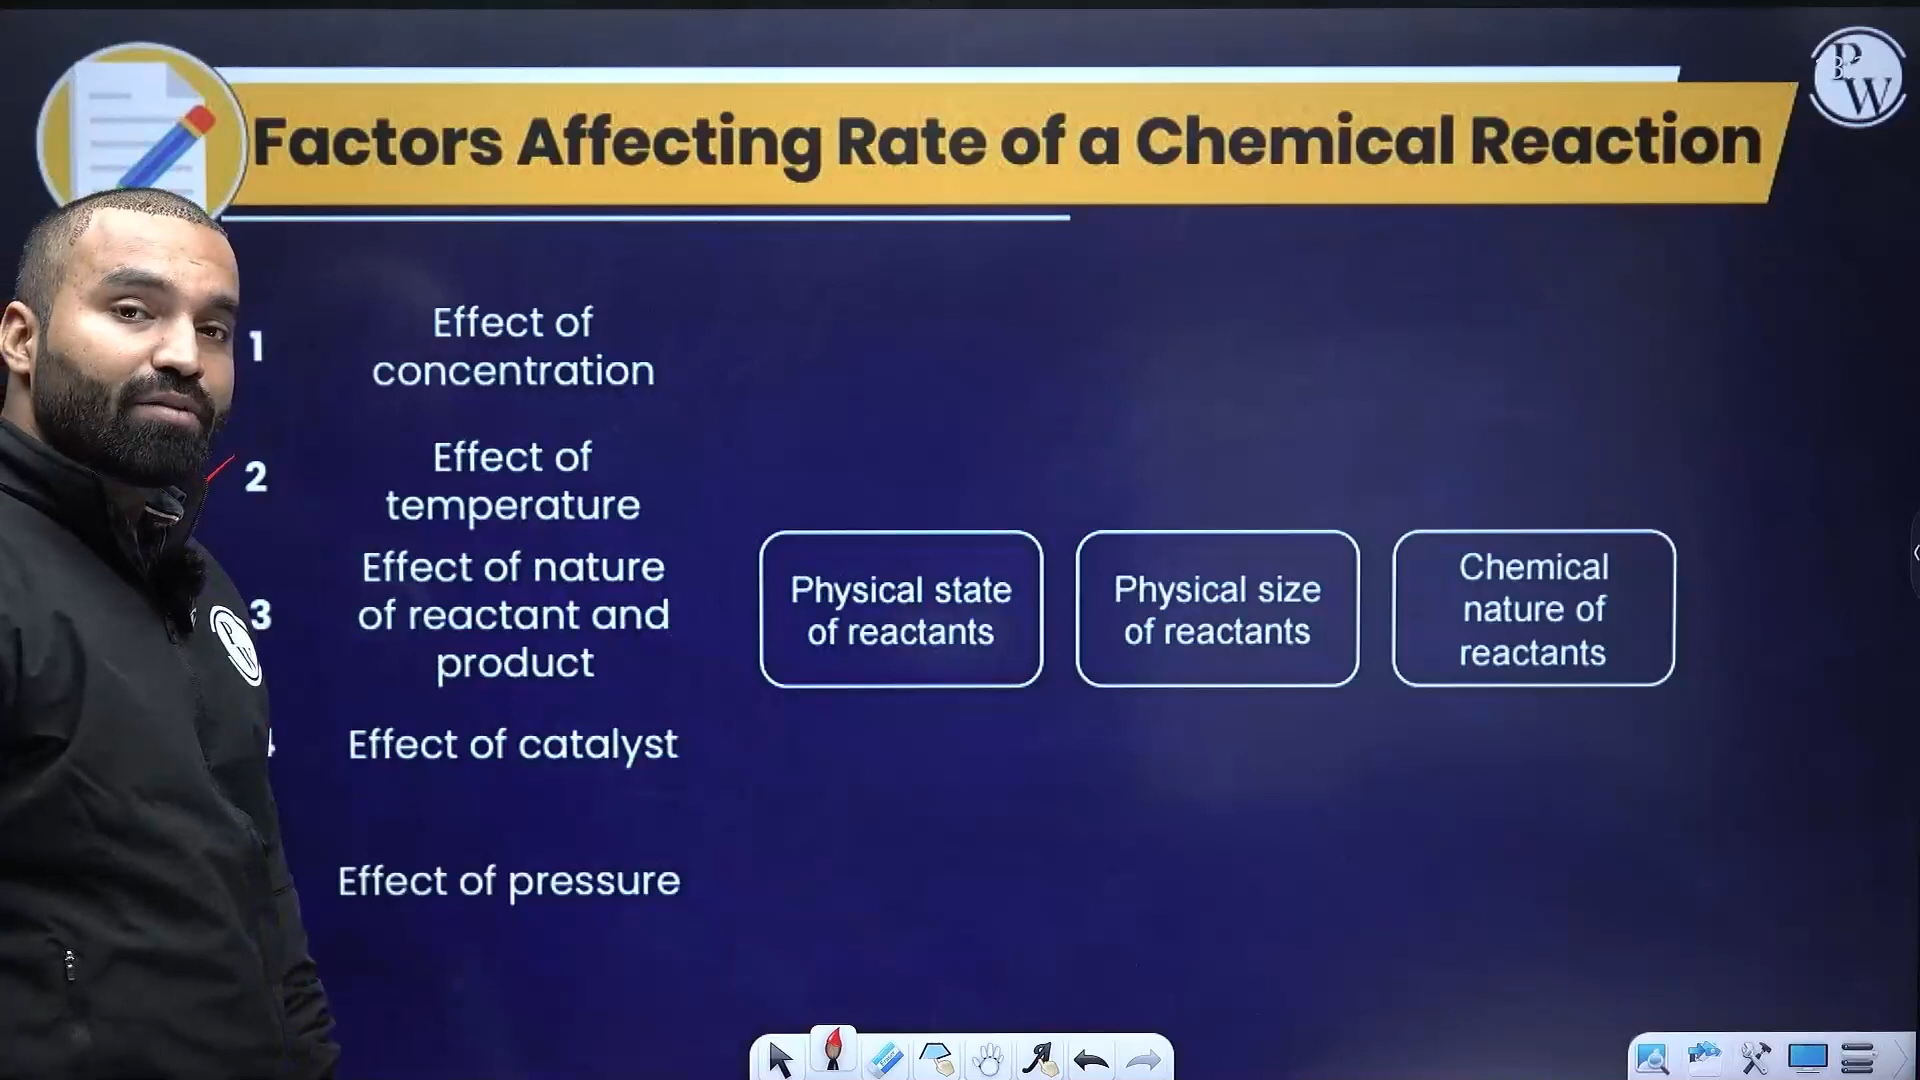 Factors Affecting Rate of a Chemical Reaction
PW
1
Effect of
concentration
2
Effect of
temperature
3
Effect of nature
of reactant and
product
Physical state
of reactants
Physical size
of reactants
Chemical
nature of
reactants
PW
Effect of catalyst
Effect of pressure